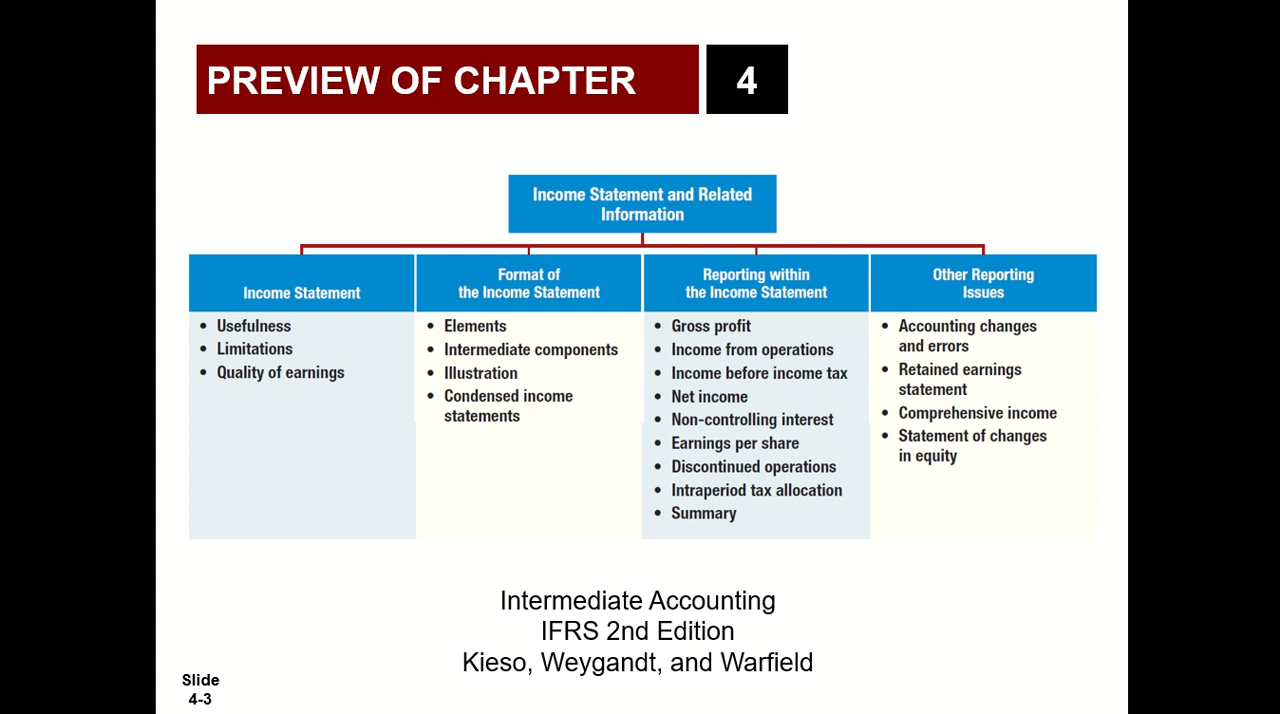 PREVIEW OF CHAPTER 4
Income Statement and Related
Information
Income Statement
• Usefulness
• Limitations
• Quality of earnings
Format of
the Income Statement
• Elements
• Intermediate components
• Illustration
• Condensed income
statements
Reporting within
the Income Statement
• Gross profit
• Income from operations
• Income before income tax
• Net income
• Non-controlling interest
• Earnings per share
• Discontinued operations
• Intraperiod tax allocation
• Summary
Other Reporting
Issues
• Accounting changes
and errors
• Retained earnings
statement
• Comprehensive income
• Statement of changes
in equity
Intermediate Accounting
IFRS 2nd Edition
Kieso, Weygandt, and Warfield
Slide
4-3